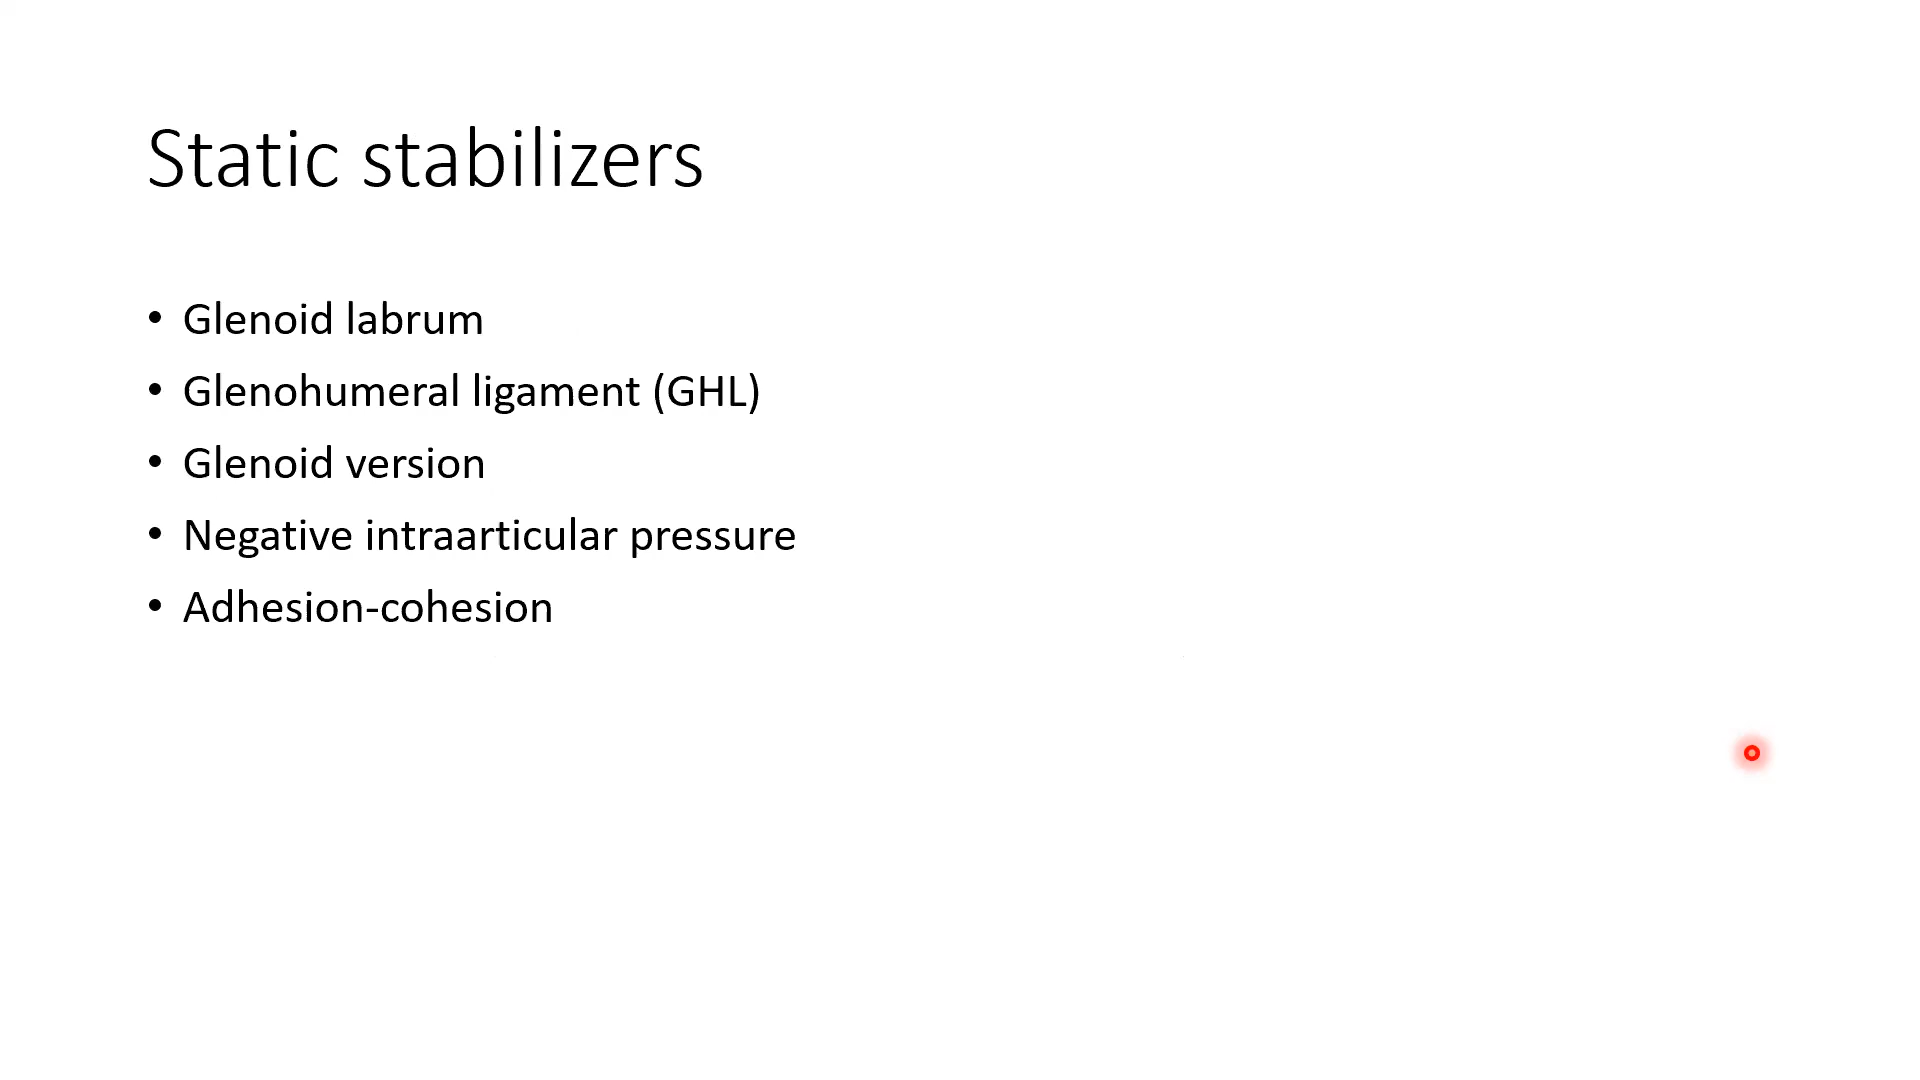 Static stabilizers
• Glenoid labrum
• Glenohumeral ligament (GHL)
• Glenoid version
• Negative intraarticular pressure
• Adhesion-cohesion